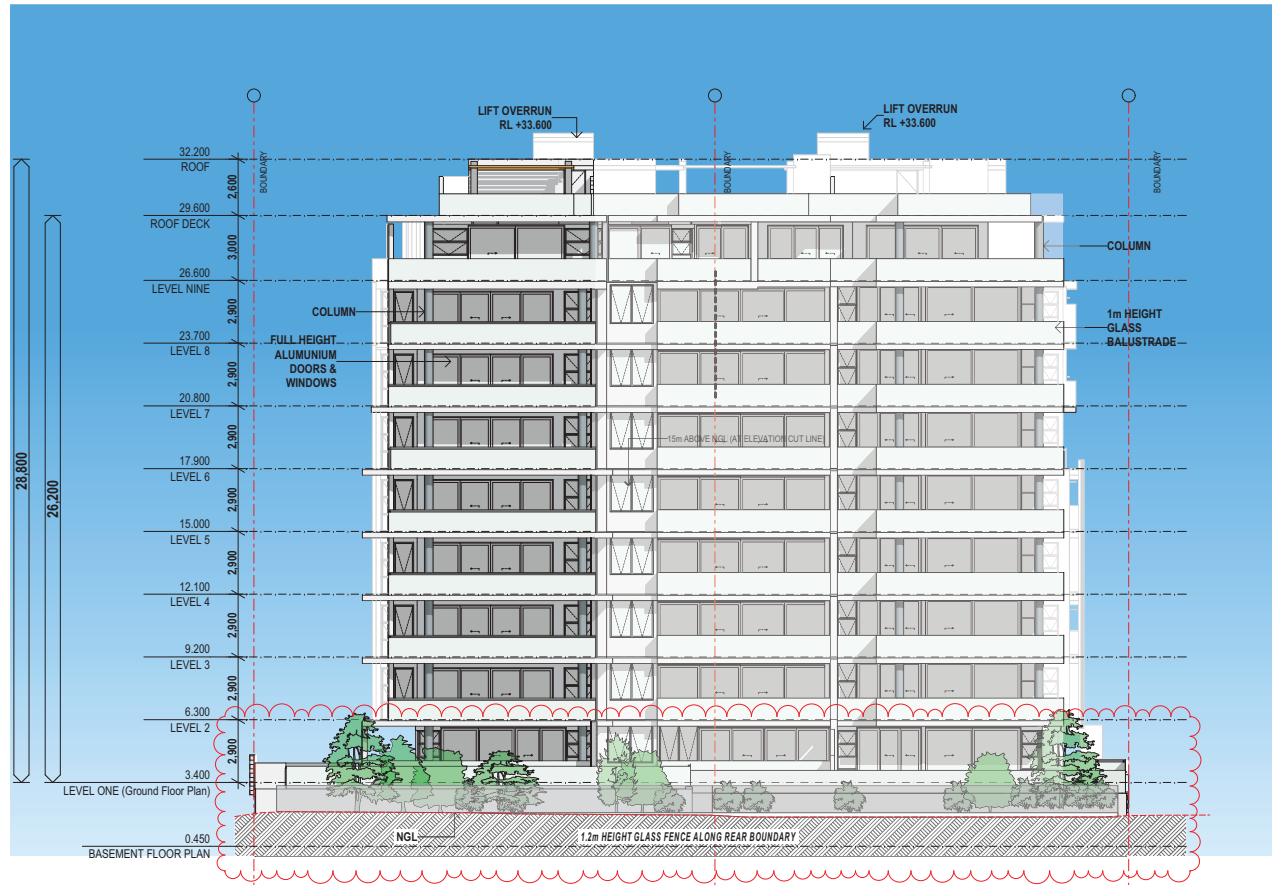 LIFT OVERRUN
RL +33.600
LIFT OVERRUN
RL +33.600
BOUNDARY
BOUNDARY
BOUNDARY
32.200
ROOF
2,600
29.600
ROOF DECK
3,000
COLUMN
26.600
LEVEL NINE
2,900
COLUMN
1m HEIGHT
GLASS
BALUSTRADE
FULL HEIGHT
ALUMUNIUM
DOORS &
WINDOWS
23.700
LEVEL 8
2,900
20.800
LEVEL 7
2,900
15m ABOVE NGL (AT ELEVATION CUT LINE)
17.900
LEVEL 6
2,900
28,800
26,200
15.000
LEVEL 5
2,900
12.100
LEVEL 4
2,900
9.200
LEVEL 3
2,900
6.300
LEVEL 2
2,900
3.400
LEVEL ONE (Ground Floor Plan)
NGL
1.2m HEIGHT GLASS FENCE ALONG REAR BOUNDARY
0.450
BASEMENT FLOOR PLAN